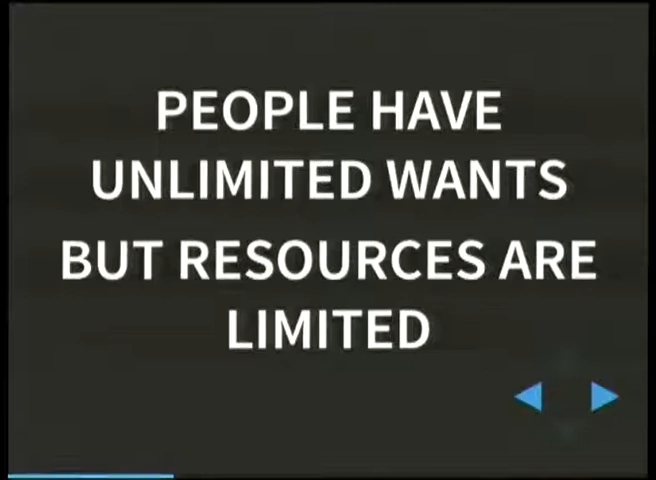 PEOPLE HAVE
UNLIMITED WANTS
BUT RESOURCES ARE
LIMITED